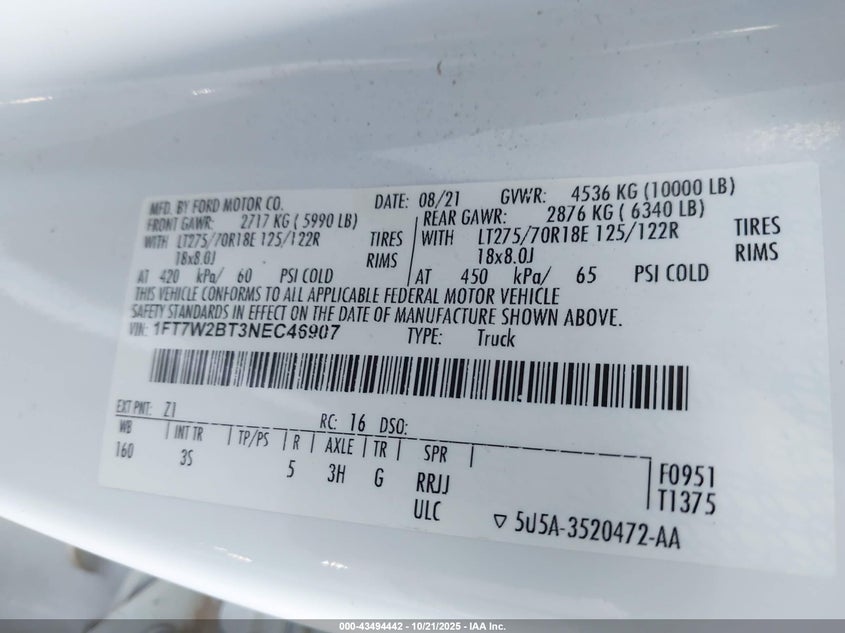 MFD. BY FORD MOTOR CO. DATE: 08/21 GVWR: 4536 KG (10000 LB)
FRONT GAWR: 2717 KG ( 5990 LB) REAR GAWR: 2876 KG ( 6340 LB)
WITH LT275/70R18E 125/122R TIRES WITH LT275/70R18E 125/122R TIRES
18x8.0J RIMS 18x8.0J RIMS
AT 420 kPa/ 60 PSI COLD AT 450 kPa/ 65 PSI COLD
THIS VEHICLE CONFORMS TO ALL APPLICABLE FEDERAL MOTOR VEHICLE
SAFETY STANDARDS IN EFFECT ON THE DATE OF MANUFACTURE SHOWN ABOVE.
VIN: 1FT7W2BT3NEC46907 TYPE: Truck
EXT PNT: Z1 RC: 16 DSO:
WB INT TR TP/PS R AXLE TR SPR
160 3S 5 3H G RRJJ F0951
ULC T1375
▽ 5U5A-3520472-AA
000-43494442 - 10/21/2025 - IAA Inc.